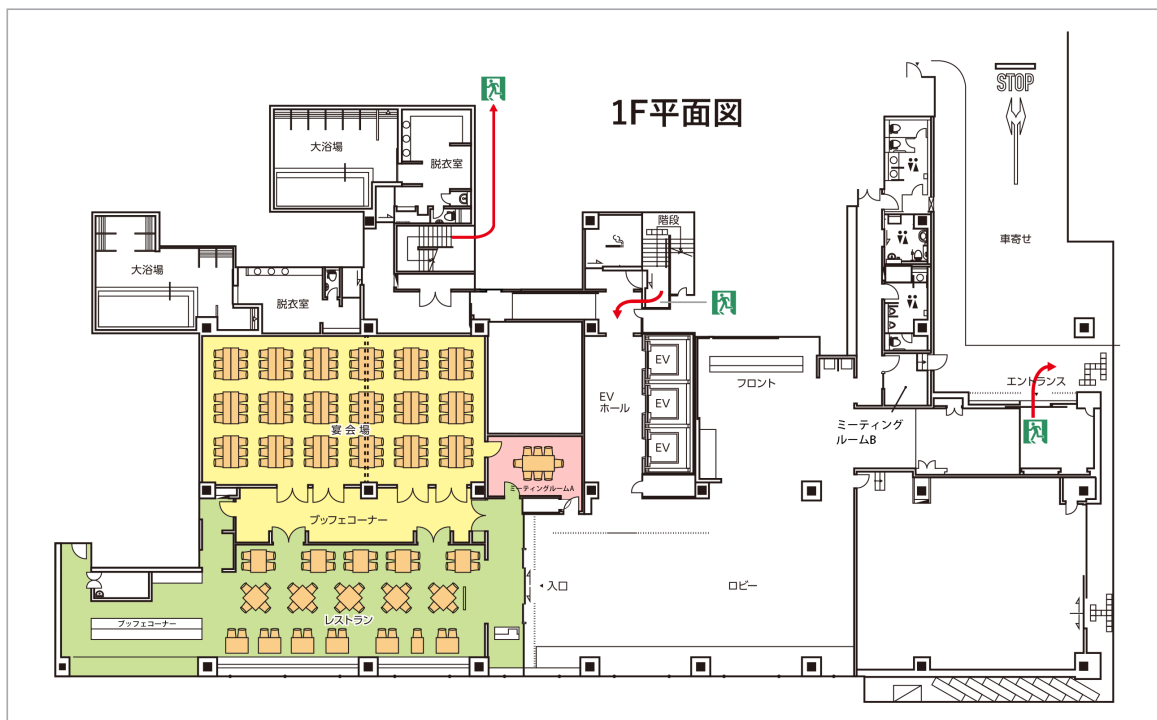 1F平面図
STOP
大浴場
脱衣室
階段
車寄せ
大浴場
脱衣室
EV
EV
EV
EV
ホール
フロント
エントランス
ミーティング
ルームB
宴会場
ミーティングルームA
ブッフェコーナー
入口
ロビー
レストラン
ブッフェコーナー